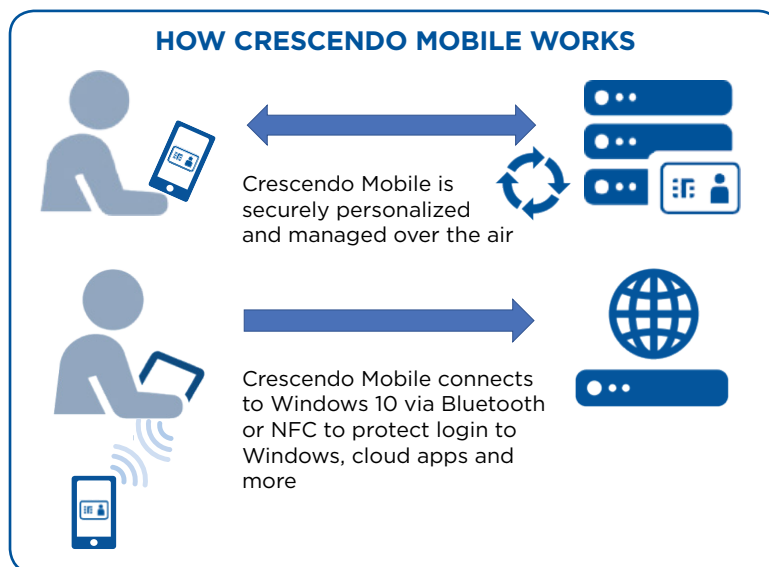 HOW CRESCENDO MOBILE WORKS
Crescendo Mobile is
securely personalized
and managed over the air
Crescendo Mobile connects
to Windows 10 via Bluetooth
or NFC to protect login to
Windows, cloud apps and
more